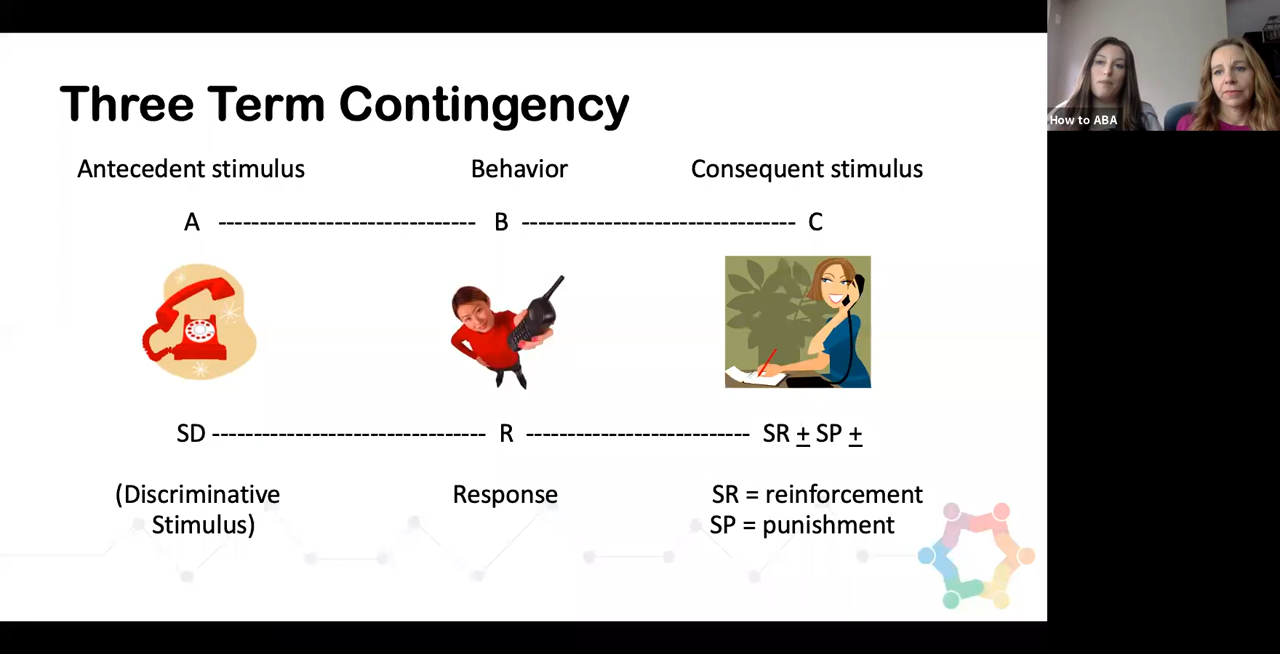 Three Term Contingency
How to ABA
Antecedent stimulus Behavior Consequent stimulus
A ------------------------------- B --------------------------------- C
SD --------------------------------- R --------------------------- SR ± SP ±
(Discriminative Response SR = reinforcement
Stimulus) SP = punishment